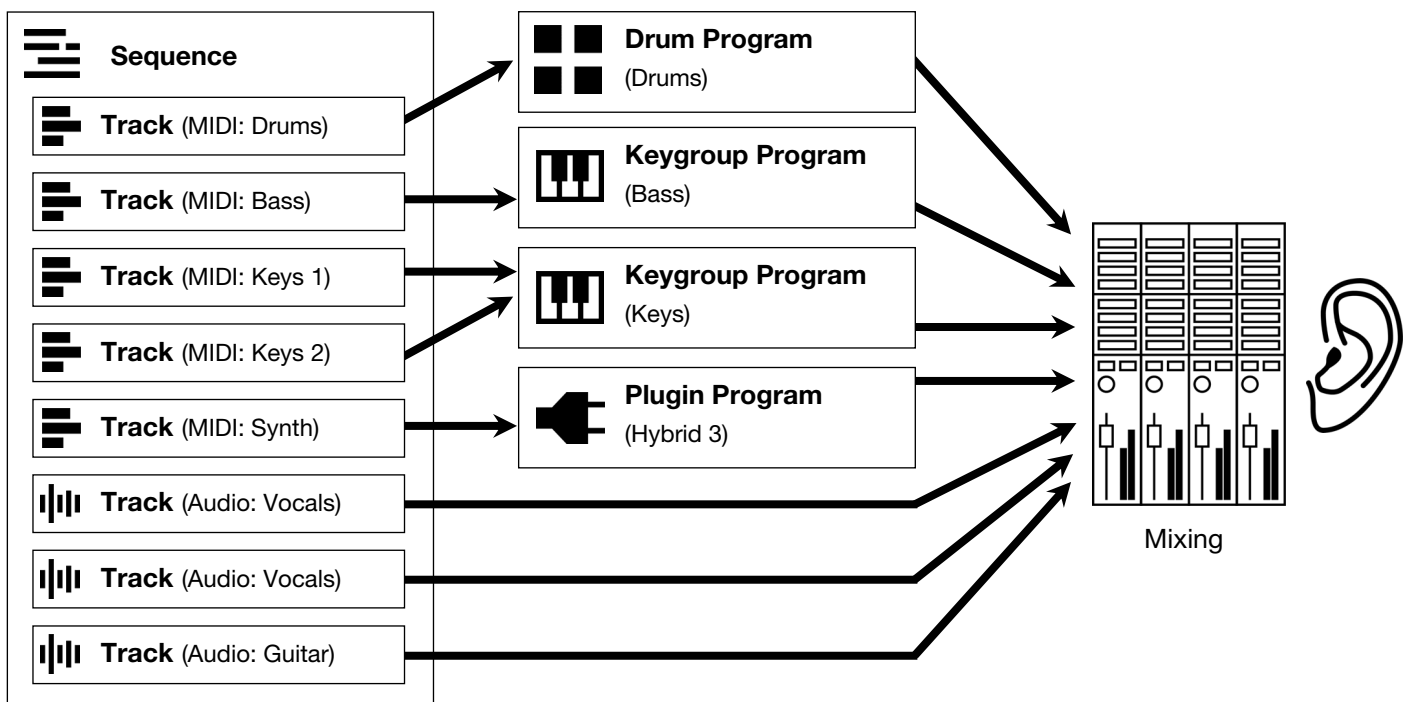 Sequence
Track (MIDI: Drums)
Track (MIDI: Bass)
Track (MIDI: Keys 1)
Track (MIDI: Keys 2)
Track (MIDI: Synth)
Track (Audio: Vocals)
Track (Audio: Vocals)
Track (Audio: Guitar)
Drum Program
(Drums)
Keygroup Program
(Bass)
Keygroup Program
(Keys)
Plugin Program
(Hybrid 3)
Mixing